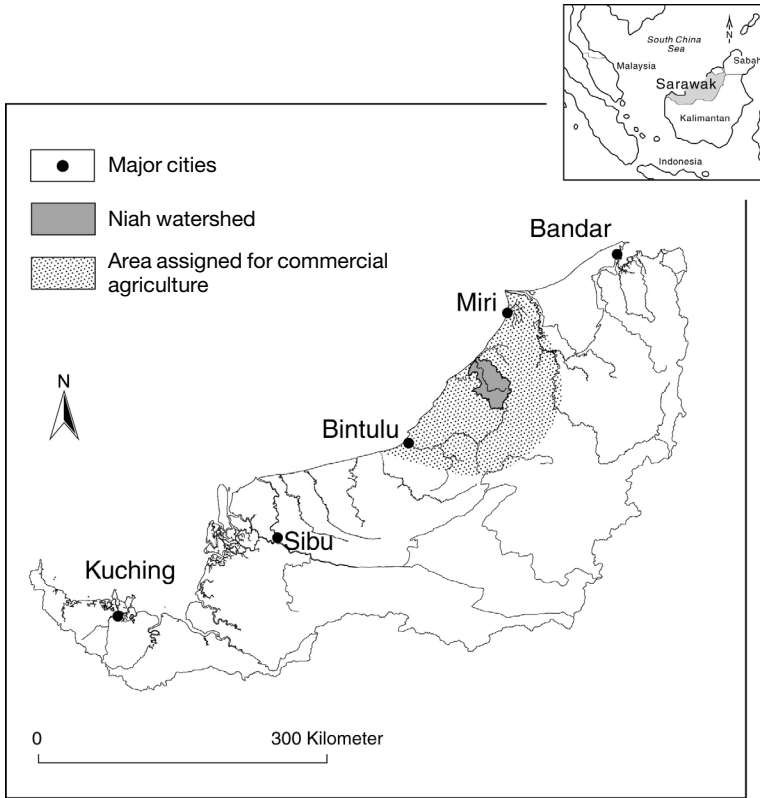 N
South China
Sea
Malaysia
Sabah
Sarawak
Kalimantan
Indonesia
Major cities
Niah watershed
Area assigned for commercial
agriculture
Bandar
Miri
N
Bintulu
Sibu
Kuching
0 300 Kilometer